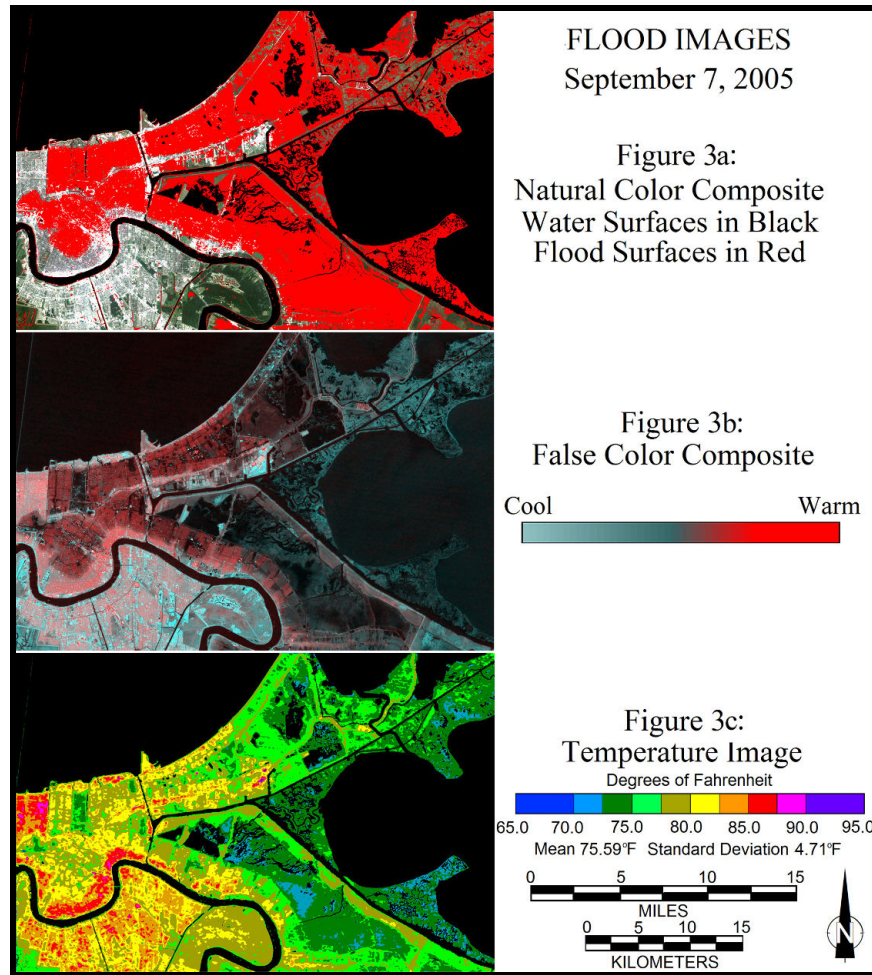 FLOOD IMAGES
September 7, 2005
Figure 3a:
Natural Color Composite
Water Surfaces in Black
Flood Surfaces in Red
Figure 3b:
False Color Composite
Cool Warm
Figure 3c:
Temperature Image
Degrees of Fahrenheit
65.0 70.0 75.0 80.0 85.0 90.0 95.0
Mean 75.59°F Standard Deviation 4.71°F
0 5 10 15
MILES
0 5 10 15
KILOMETERS
N